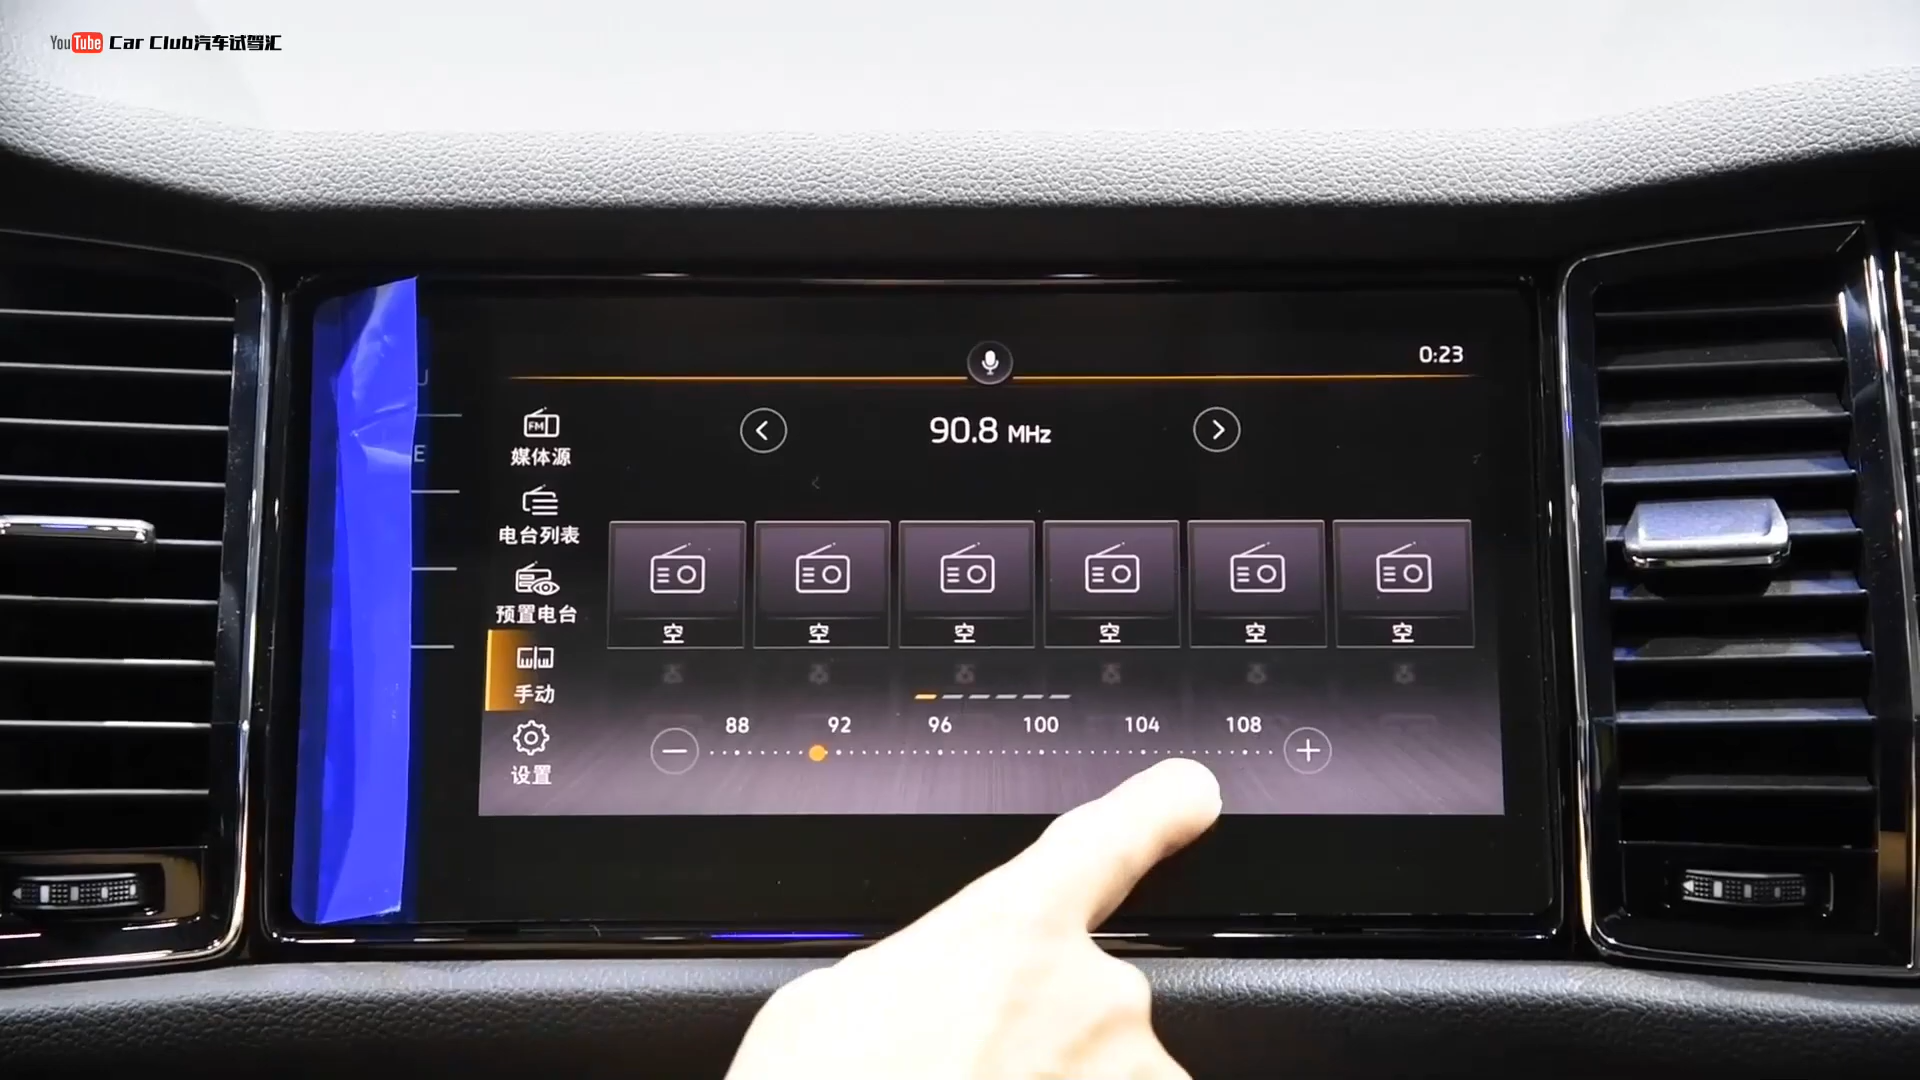 YouTube Car Club汽车试驾汇
0:23
FM
媒体源
90.8 MHz
U
E
电台列表
预置电台
空 空 空 空 空 空
手动
88 92 96 100 104 108
设置